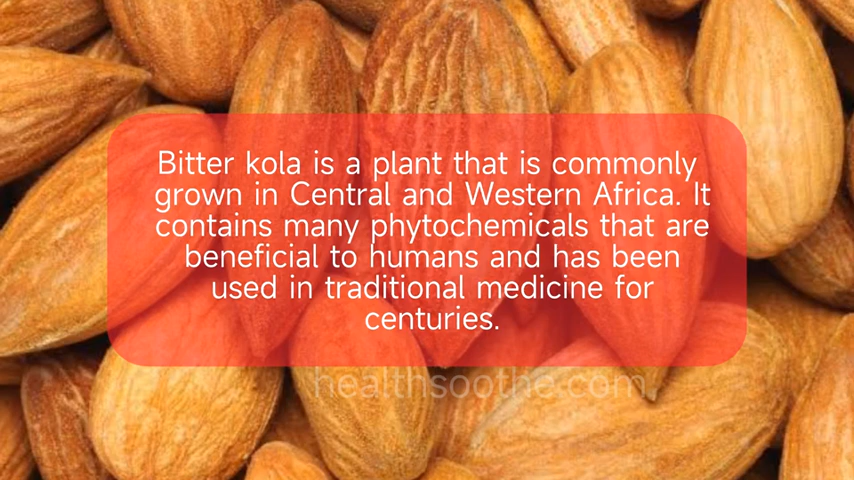 Bitter kola is a plant that is commonly
grown in Central and Western Africa. It
contains many phytochemicals that are
beneficial to humans and has been
used in traditional medicine for
centuries.
healthsoothe.com